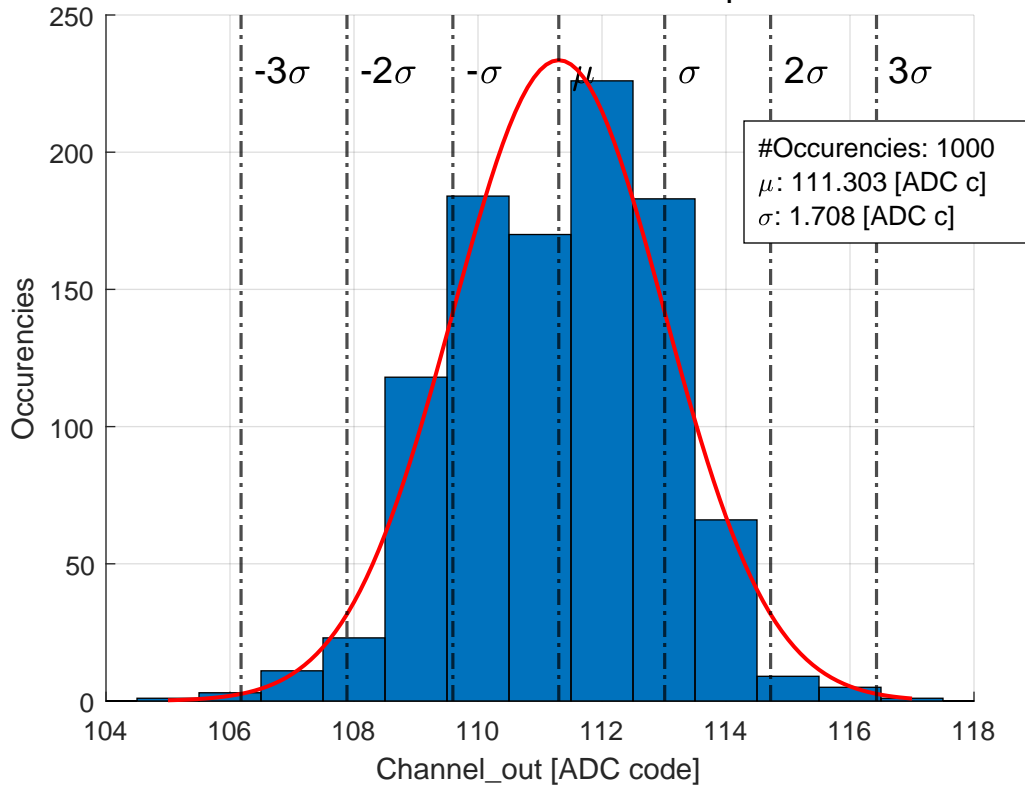 250
200
150
100
50
0
Occurencies
-3σ -2σ -σ μ σ 2σ 3σ
#Occurencies: 1000
μ: 111.303 [ADC c]
σ: 1.708 [ADC c]
104 106 108 110 112 114 116 118
Channel_out [ADC code]